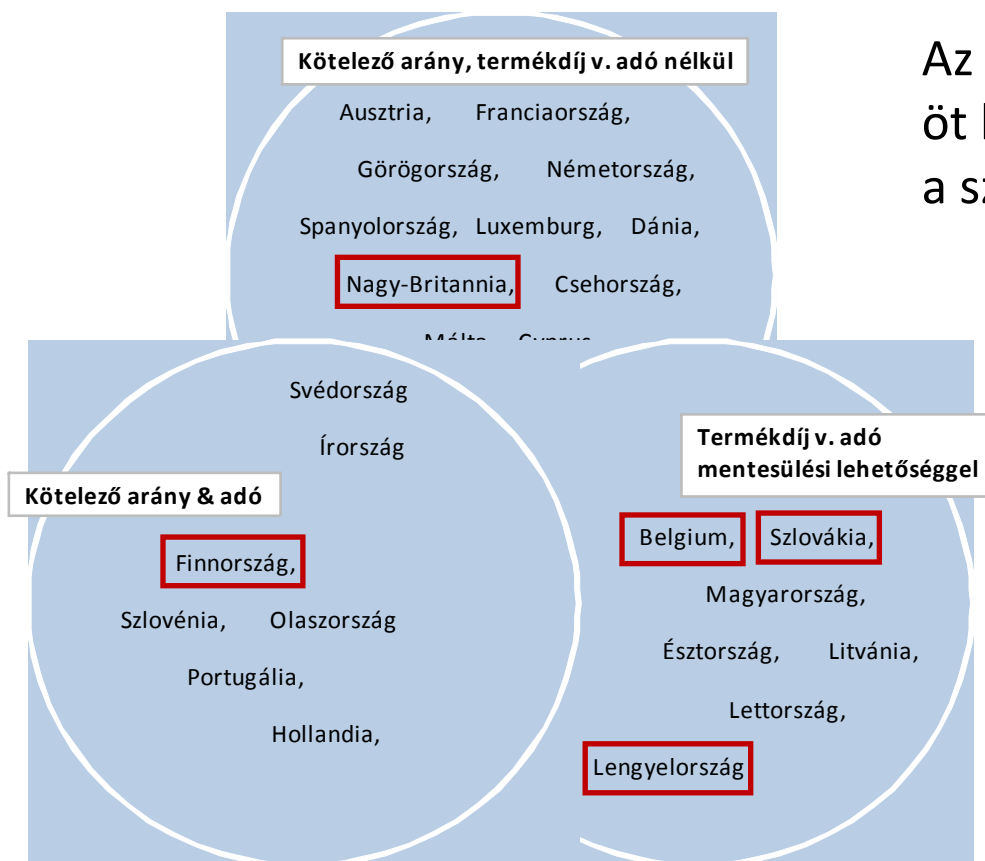 Az
öt
a
Kötelező arány, termékdíj v. adó nélkül
Ausztria, Franciaország,
Görögország, Németország,
Spanyolország, Luxemburg, Dánia,
Nagy-Britannia, Csehország,
Svédország
Írország
Kötelező arány & adó
Finnország,
Szlovénia, Olaszország
Portugália,
Hollandia,
Termékdíj v. adó
mentesülési lehetőséggel
Belgium, Szlovákia,
Magyarország,
Észtország, Litvánia,
Lettország,
Lengyelország